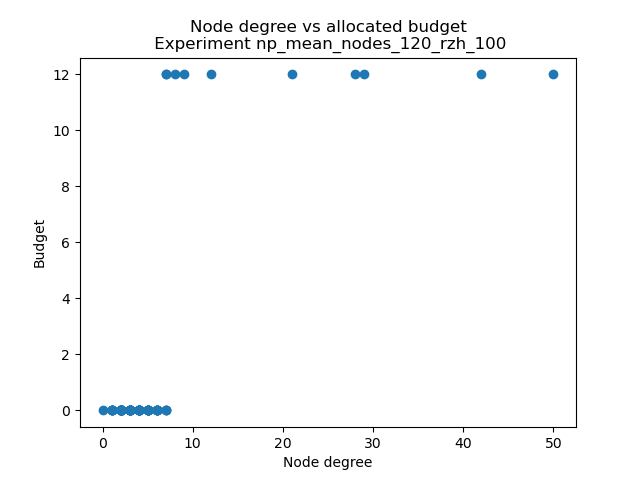 Node degree vs allocated budget
Experiment np_mean_nodes_120_rzh_100
12
10
8
6
4
2
0
Budget
0 10 20 30 40 50
Node degree